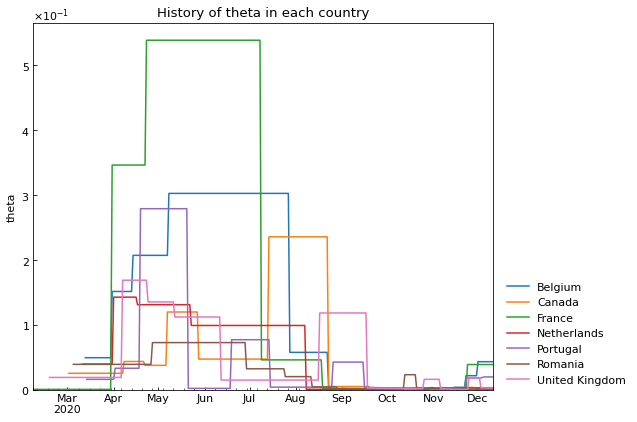 History of theta in each country
×10⁻¹
5
4
3
2
1
0
theta
Mar Apr May Jun Jul Aug Sep Oct Nov Dec
2020
Belgium
Canada
France
Netherlands
Portugal
Romania
United Kingdom